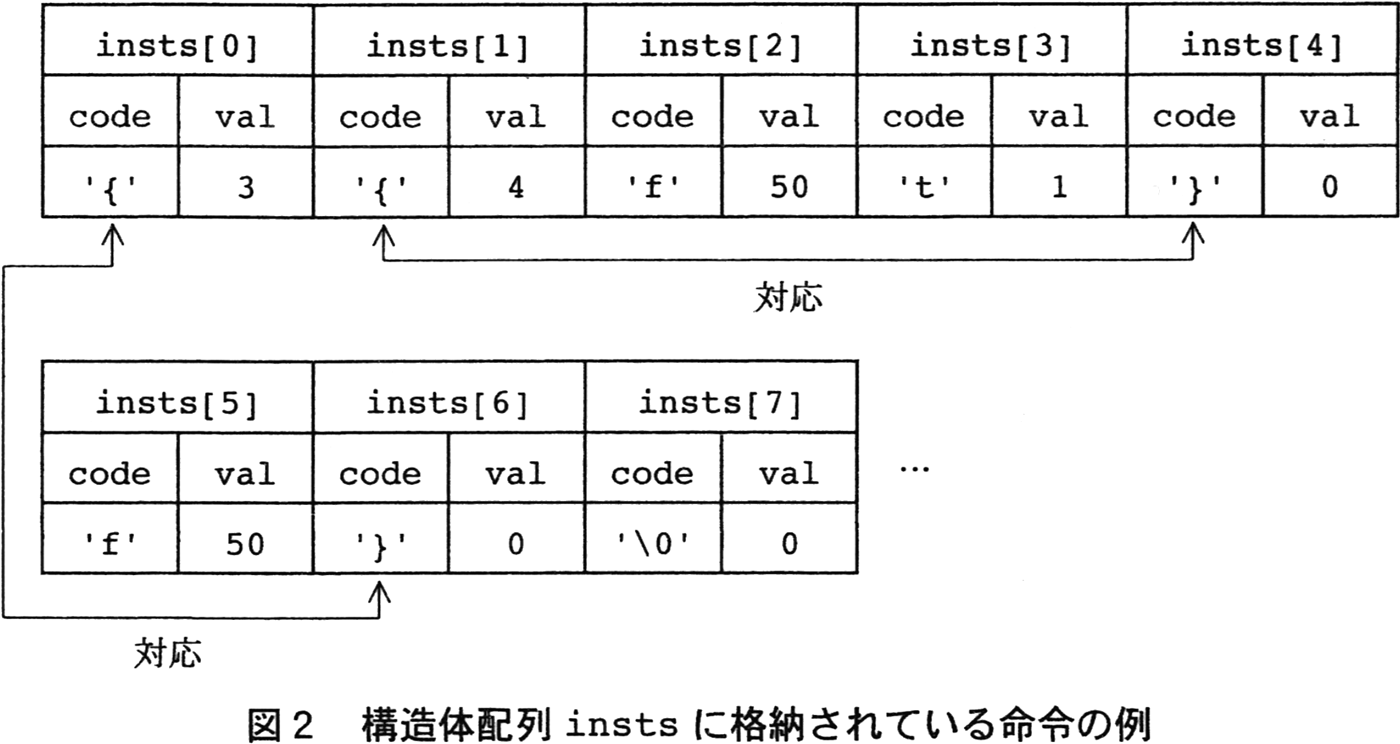 insts[0] insts[1] insts[2] insts[3] insts[4]
code val code val code val code val code val
'{' 3 '{' 4 'f' 50 't' 1 '}' 0
対応
insts[5] insts[6] insts[7]
code val code val code val
...
'f' 50 '}' 0 '\0' 0
対応
図2 構造体配列 insts に格納されている命令の例